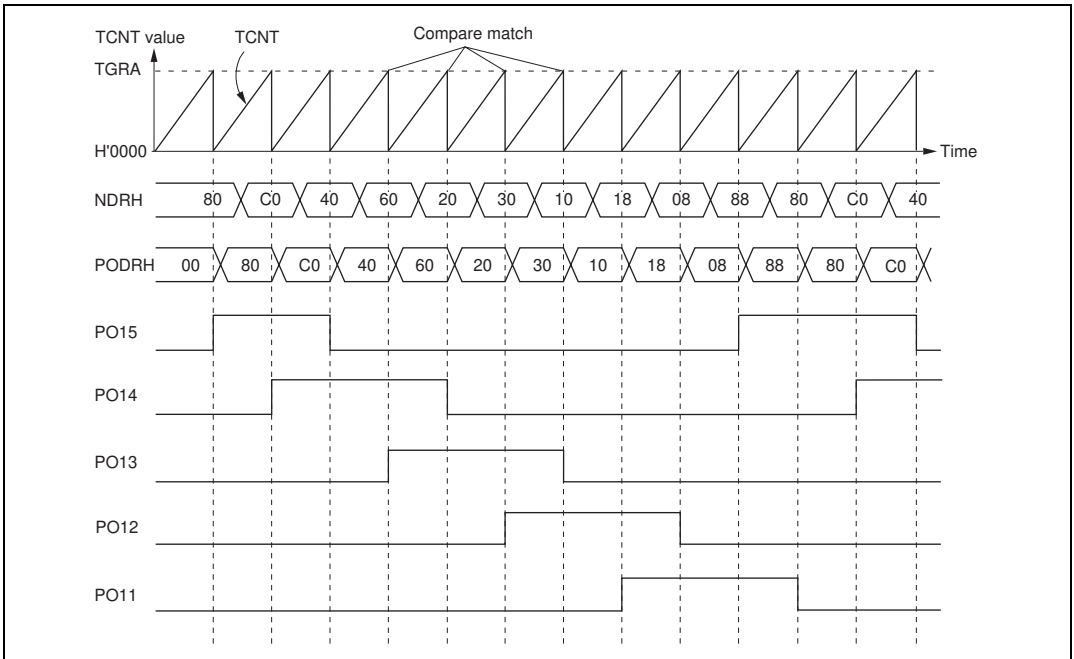 TCNT value TCNT Compare match
TGRA
H'0000 Time
NDRH 80 C0 40 60 20 30 10 18 08 88 80 C0 40
PODRH 00 80 C0 40 60 20 30 10 18 08 88 80 C0
PO15
PO14
PO13
PO12
PO11